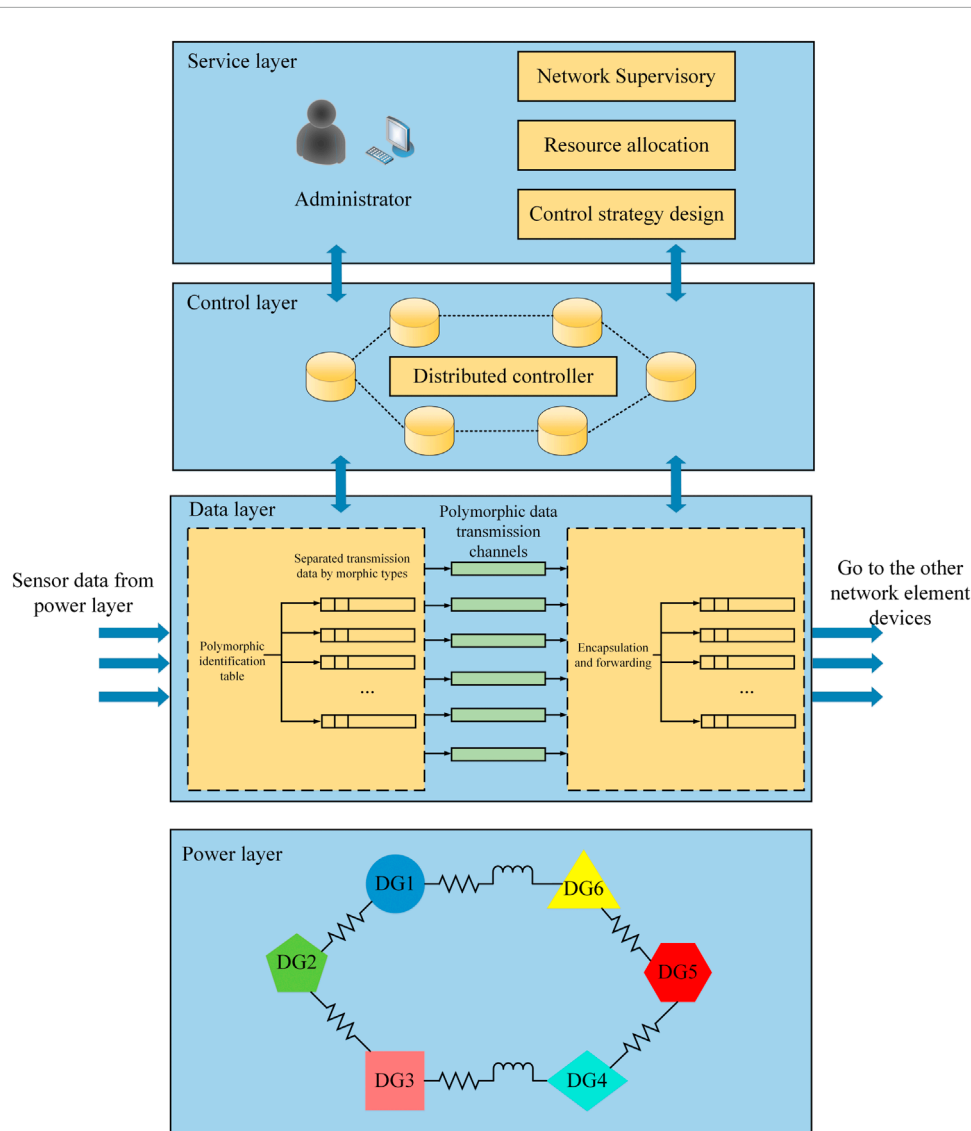 Service layer
Network Supervisory
Resource allocation
Administrator
Control strategy design
Control layer
Distributed controller
Data layer
Polymorphic data
transmission
channels
Separated transmission
data by morphic types
Sensor data from
power layer
Polymorphic
identification
table
...
Encapsulation
and forwarding
...
Go to the other
network element
devices
Power layer
DG1
DG6
DG2
DG5
DG3
DG4